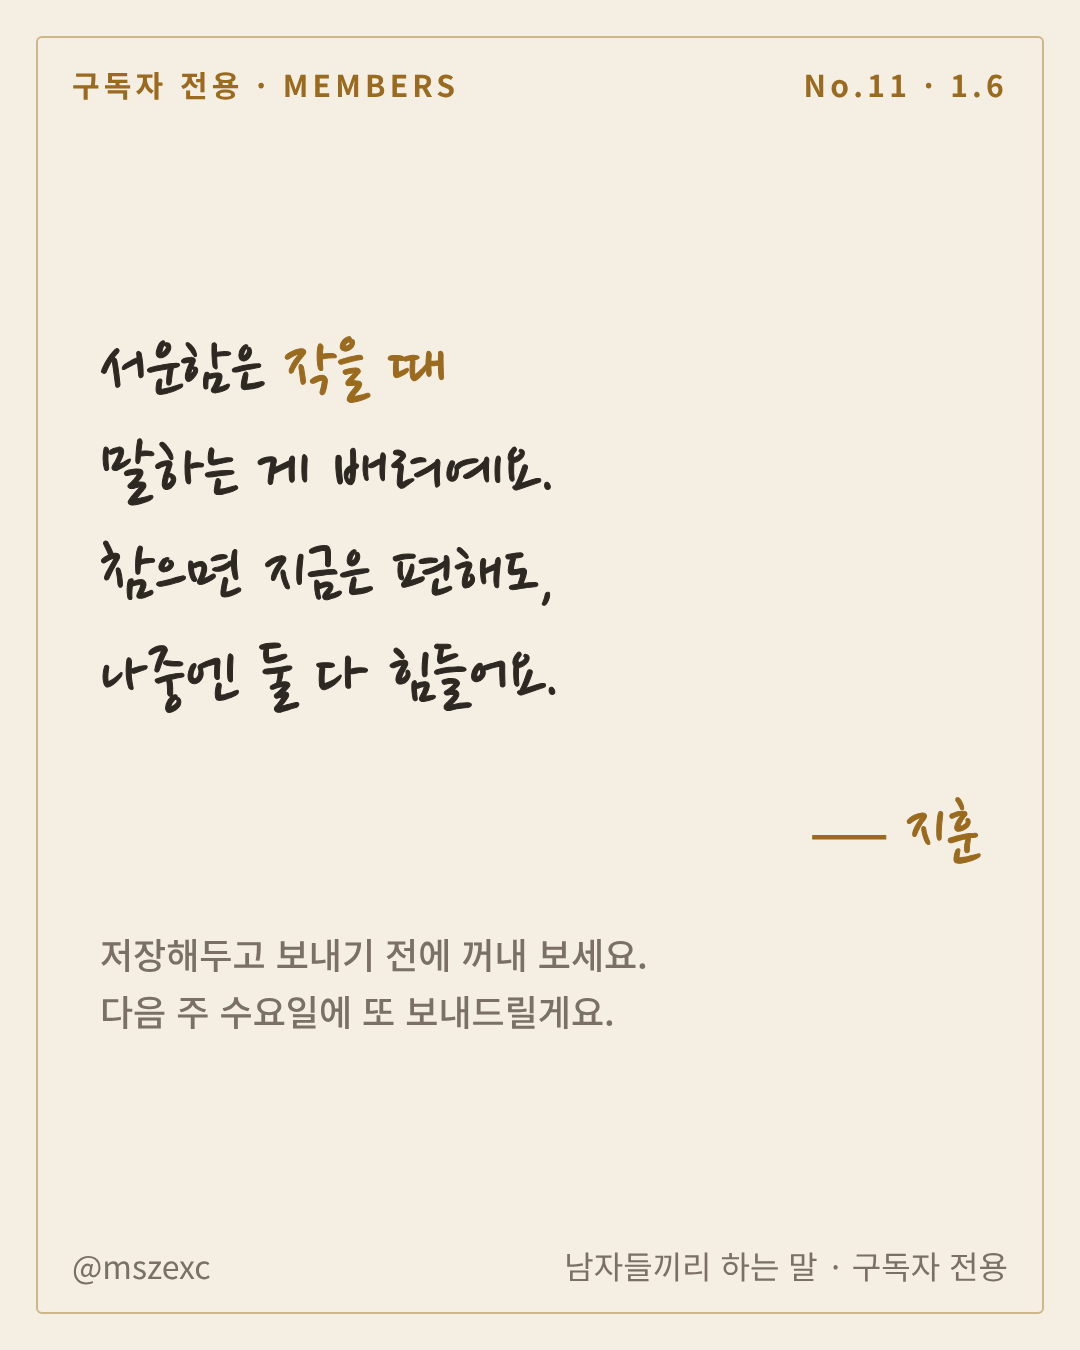 구독자 전용 · MEMBERS
No.11 · 1.6
서운함은 작을 때
말하는 게 배려예요.
참으면 지금은 편해도,
나중엔 둘 다 힘들어요.
— 지훈
저장해두고 보내기 전에 꺼내 보세요.
다음 주 수요일에 또 보내드릴게요.
@mszexc
남자들끼리 하는 말 · 구독자 전용